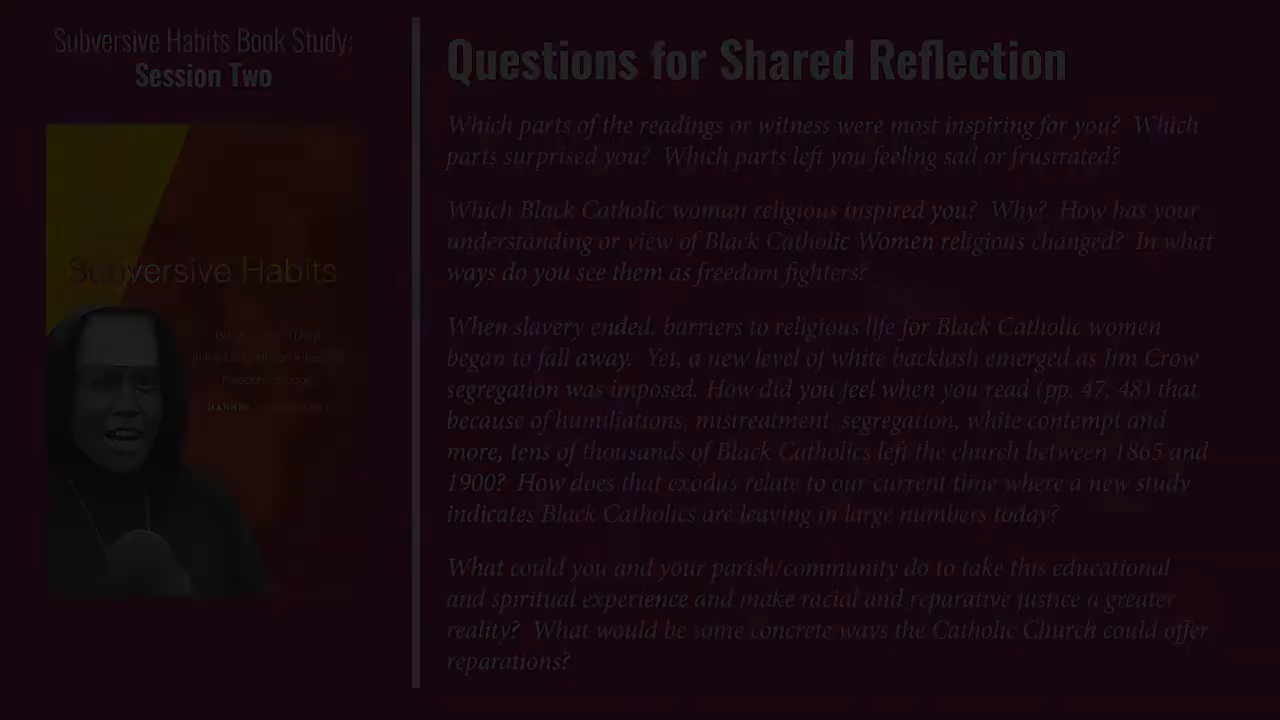 Subversive Habits Book Study:
Session Two
Subversive Habits
HANNE
Questions for Shared Reflection
Which parts of the readings or witness were most inspiring for you? Which
parts surprised you? Which parts left you feeling sad or frustrated?
Which Black Catholic woman religious inspired you? Why? How has your
understanding or view of Black Catholic Women religious changed? In what
ways do you see them as freedom fighters?
When slavery ended, barriers to religious life for Black Catholic women
began to fall away. Yet, a new level of white backlash emerged as Jim Crow
segregation was imposed. How did you feel when you read (pp. 47, 48) that
because of humiliations, mistreatment, segregation, white contempt and
more, tens of thousands of Black Catholics left the church between 1865 and
1900? How does that exodus relate to our current time where a new study
indicates Black Catholics are leaving in large numbers today?
What could you and your parish/community do to take this educational
and spiritual experience and make racial and reparative justice a greater
reality? What would be some concrete ways the Catholic Church could offer
reparations?